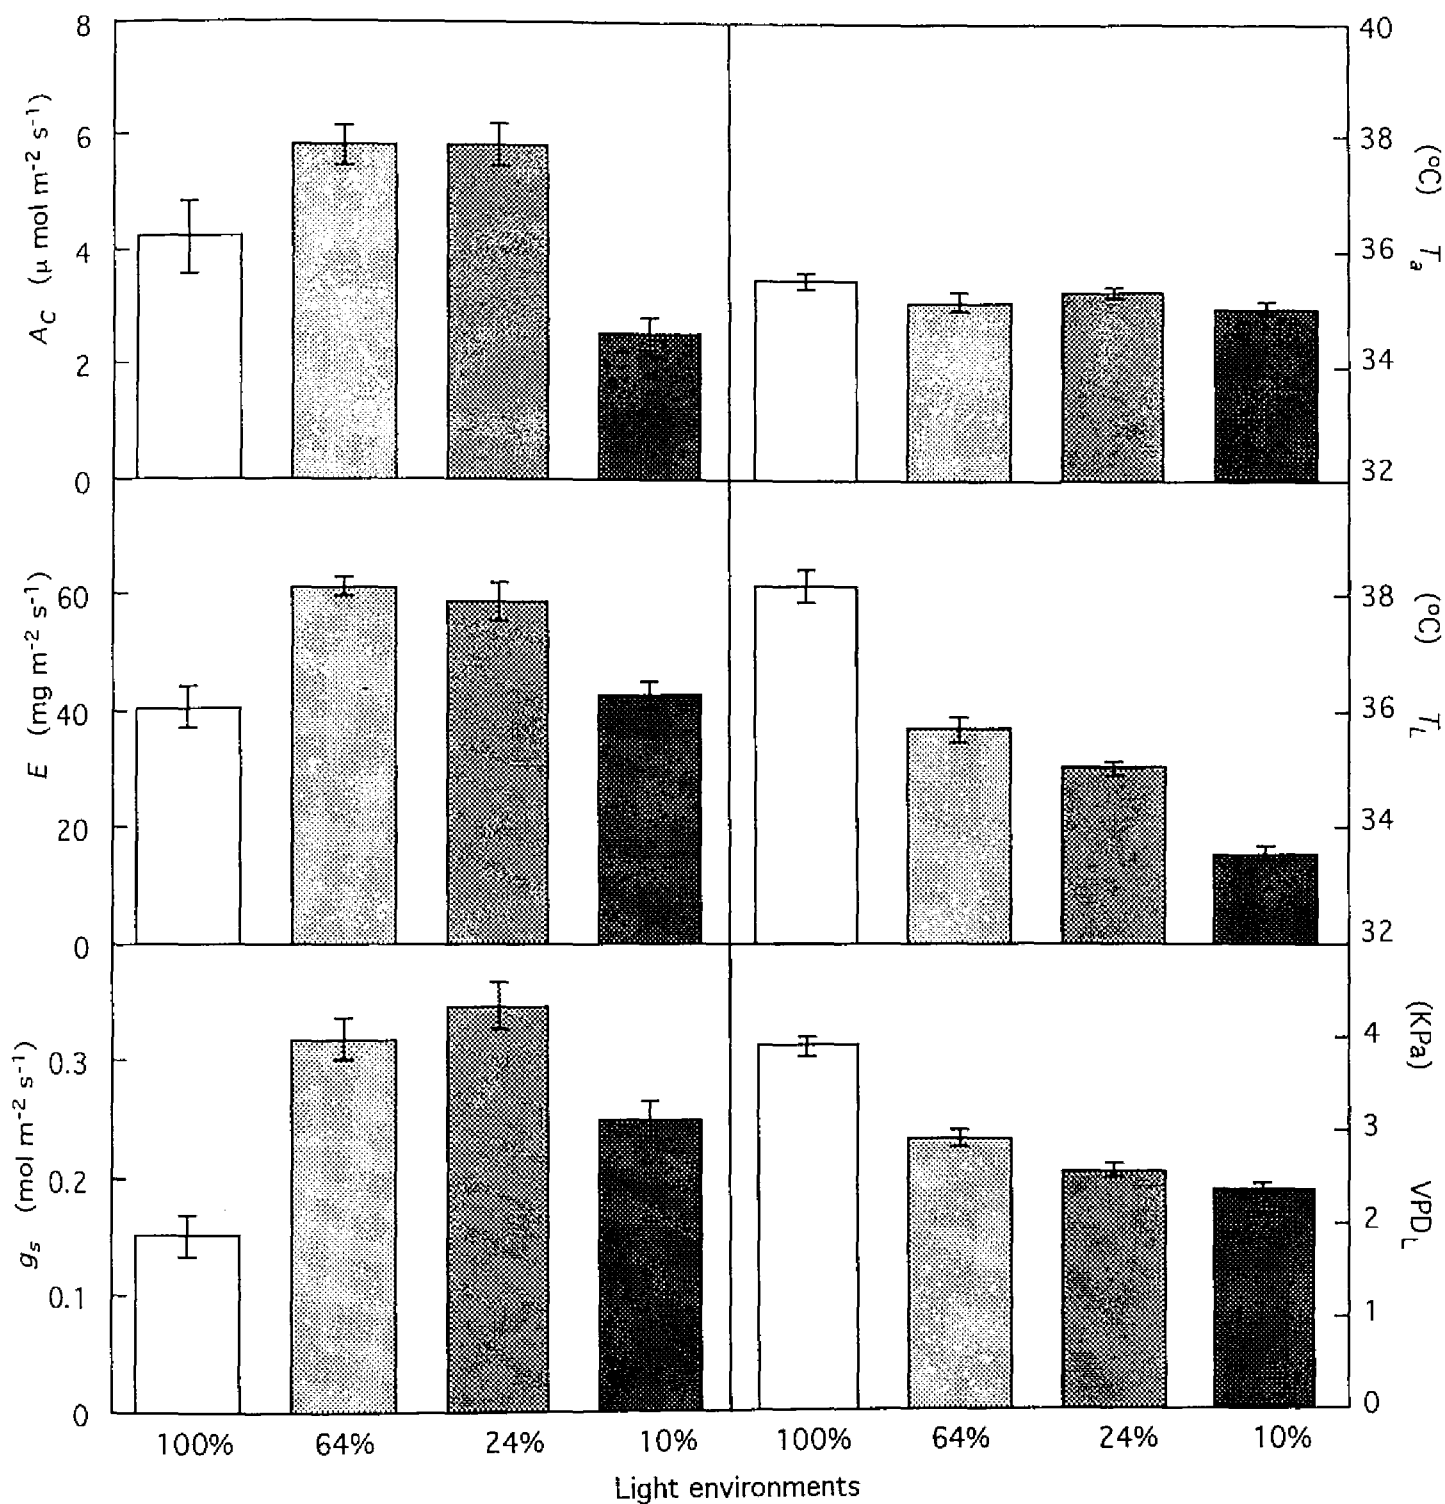 8
6
4
2
0
A_C (μ mol m⁻² s⁻¹)
40
38
36
34
32
(°C)
T_a
60
40
20
0
E (mg m⁻² s⁻¹)
38
36
34
32
(°C)
T_L
0.3
0.2
0.1
0
g_s (mol m⁻² s⁻¹)
4
3
2
1
0
(KPa)
VPD_L
100% 64% 24% 10% 100% 64% 24% 10%
Light environments